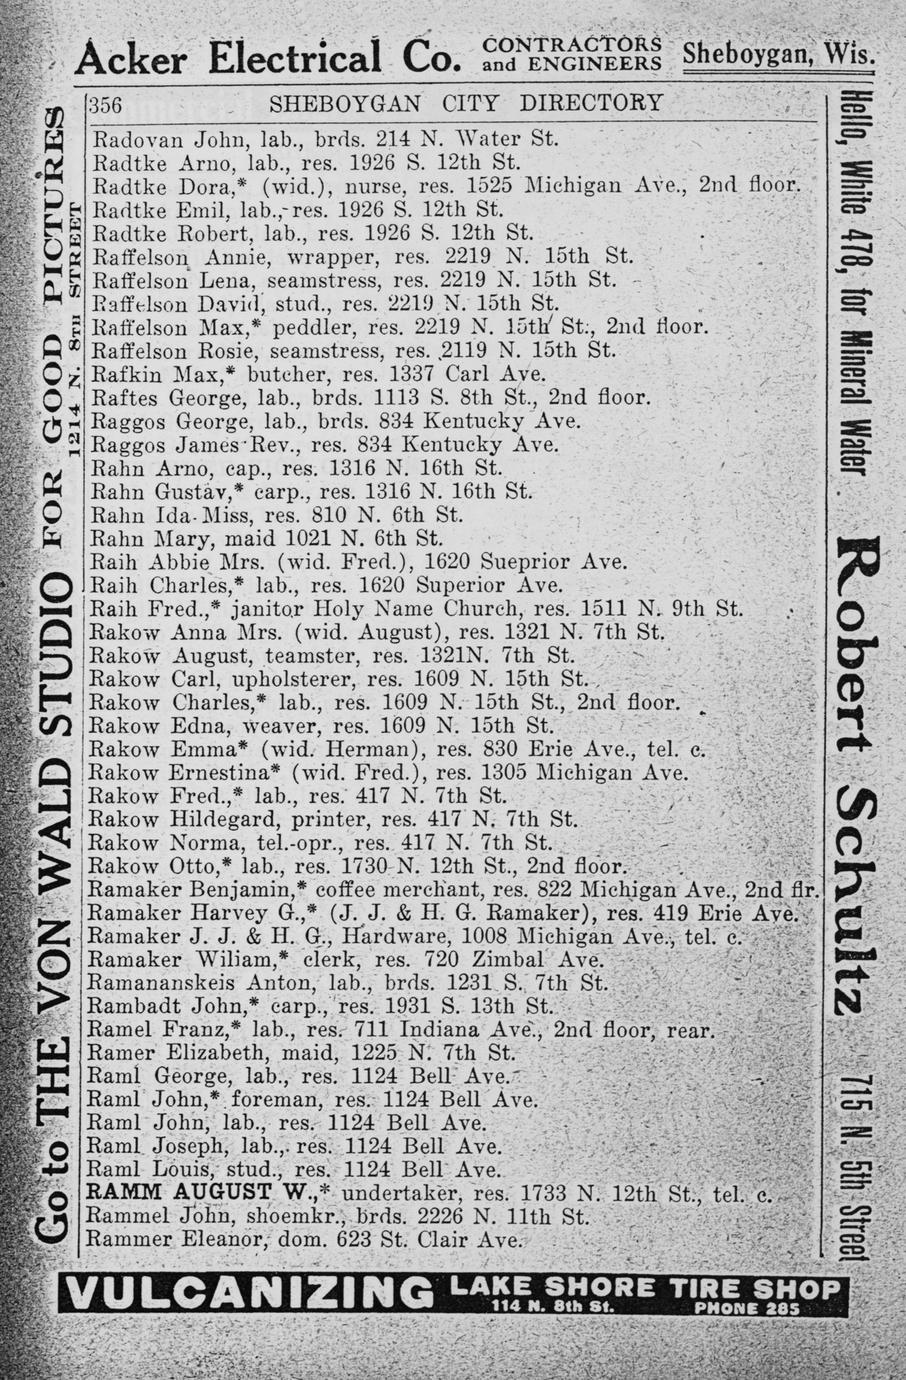 Acker Electrical Co. CONTRACTORS and ENGINEERS Sheboygan, Wis.
356 SHEBOYGAN CITY DIRECTORY
Radovan John, lab., brds. 214 N. Water St.
Radtke Arno, lab., res. 1926 S. 12th St.
Radtke Dora,* (wid.), nurse, res. 1525 Michigan Ave., 2nd floor.
Radtke Emil, lab., res. 1926 S. 12th St.
Radtke Robert, lab., res. 1926 S. 12th St.
Raffelson Annie, wrapper, res. 2219 N. 15th St.
Raffelson Lena, seamstress, res. 2219 N. 15th St.
Raffelson David, stud., res. 2219 N. 15th St.
Raffelson Max,* peddler, res. 2219 N. 15th St., 2nd floor.
Raffelson Rosie, seamstress, res. 2119 N. 15th St.
Rafkin Max,* butcher, res. 1337 Carl Ave.
Raftes George, lab., brds. 1113 S. 8th St., 2nd floor.
Raggos George, lab., brds. 834 Kentucky Ave.
Raggos James Rev., res. 834 Kentucky Ave.
Rahn Arno, cap., res. 1316 N. 16th St.
Rahn Gustav,* carp., res. 1316 N. 16th St.
Rahn Ida Miss, res. 810 N. 6th St.
Rahn Mary, maid 1021 N. 6th St.
Raih Abbie Mrs. (wid. Fred.), 1620 Sueprior Ave.
Raih Charles,* lab., res. 1620 Superior Ave.
Raih Fred.,* janitor Holy Name Church, res. 1511 N. 9th St.
Rakow Anna Mrs. (wid. August), res. 1321 N. 7th St.
Rakow August, teamster, res. 1321N. 7th St.
Rakow Carl, upholsterer, res. 1609 N. 15th St.
Rakow Charles,* lab., res. 1609 N. 15th St., 2nd floor.
Rakow Edna, weaver, res. 1609 N. 15th St.
Rakow Emma* (wid. Herman), res. 830 Erie Ave., tel. c.
Rakow Ernestina* (wid. Fred.), res. 1305 Michigan Ave.
Rakow Fred.,* lab., res. 417 N. 7th St.
Rakow Hildegard, printer, res. 417 N. 7th St.
Rakow Norma, tel.-opr., res. 417 N. 7th St.
Rakow Otto,* lab., res. 1730 N. 12th St., 2nd floor.
Ramaker Benjamin,* coffee merchant, res. 822 Michigan Ave., 2nd flr.
Ramaker Harvey G.,* (J. J. & H. G. Ramaker), res. 419 Erie Ave.
Ramaker J. J. & H. G., Hardware, 1008 Michigan Ave., tel. c.
Ramaker Wiliam,* clerk, res. 720 Zimbal Ave.
Ramananskeis Anton, lab., brds. 1231 S. 7th St.
Rambadt John,* carp., res. 1931 S. 13th St.
Ramel Franz,* lab., res. 711 Indiana Ave., 2nd floor, rear.
Ramer Elizabeth, maid, 1225 N. 7th St.
Raml George, lab., res. 1124 Bell Ave.
Raml John,* foreman, res. 1124 Bell Ave.
Raml John, lab., res. 1124 Bell Ave.
Raml Joseph, lab., res. 1124 Bell Ave.
Raml Louis, stud., res. 1124 Bell Ave.
RAMM AUGUST W.,* undertaker, res. 1733 N. 12th St., tel. c.
Rammel John, shoemkr., brds. 2226 N. 11th St.
Rammer Eleanor, dom. 623 St. Clair Ave.
Go to THE VON WALD STUDIO FOR GOOD PICTURES
1214 N. 8TH STREET
Hello, White 478, for Mineral Water Robert Schultz 715 N. 5th Street
VULCANIZING LAKE SHORE TIRE SHOP
114 N. 8th St. PHONE 285